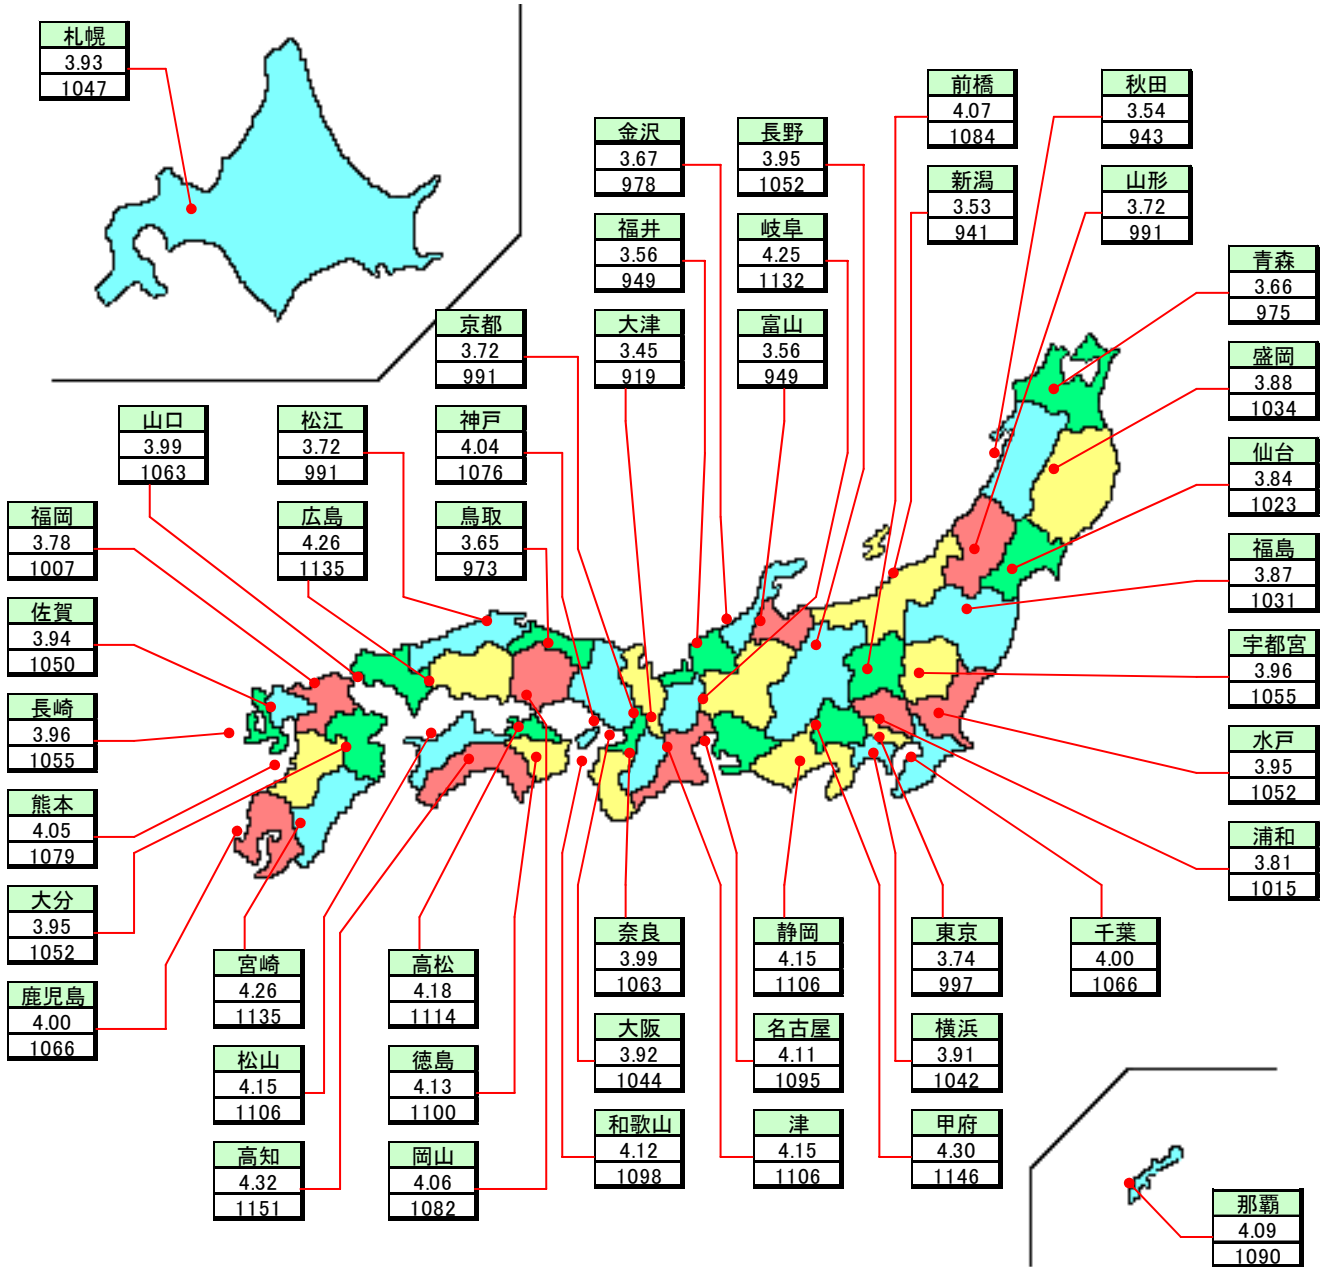 札幌
3.93
1047
前橋
4.07
1084
秋田
3.54
943
金沢
3.67
978
長野
3.95
1052
新潟
3.53
941
山形
3.72
991
福井
3.56
949
岐阜
4.25
1132
青森
3.66
975
京都
3.72
991
大津
3.45
919
富山
3.56
949
盛岡
3.88
1034
山口
3.99
1063
松江
3.72
991
神戸
4.04
1076
仙台
3.84
1023
福岡
3.78
1007
広島
4.26
1135
鳥取
3.65
973
福島
3.87
1031
佐賀
3.94
1050
宇都宮
3.96
1055
長崎
3.96
1055
水戸
3.95
1052
熊本
4.05
1079
浦和
3.81
1015
大分
3.95
1052
宮崎
4.26
1135
高松
4.18
1114
奈良
3.99
1063
静岡
4.15
1106
東京
3.74
997
千葉
4.00
1066
鹿児島
4.00
1066
松山
4.15
1106
徳島
4.13
1100
大阪
3.92
1044
名古屋
4.11
1095
横浜
3.91
1042
高知
4.32
1151
岡山
4.06
1082
和歌山
4.12
1098
津
4.15
1106
甲府
4.30
1146
那覇
4.09
1090